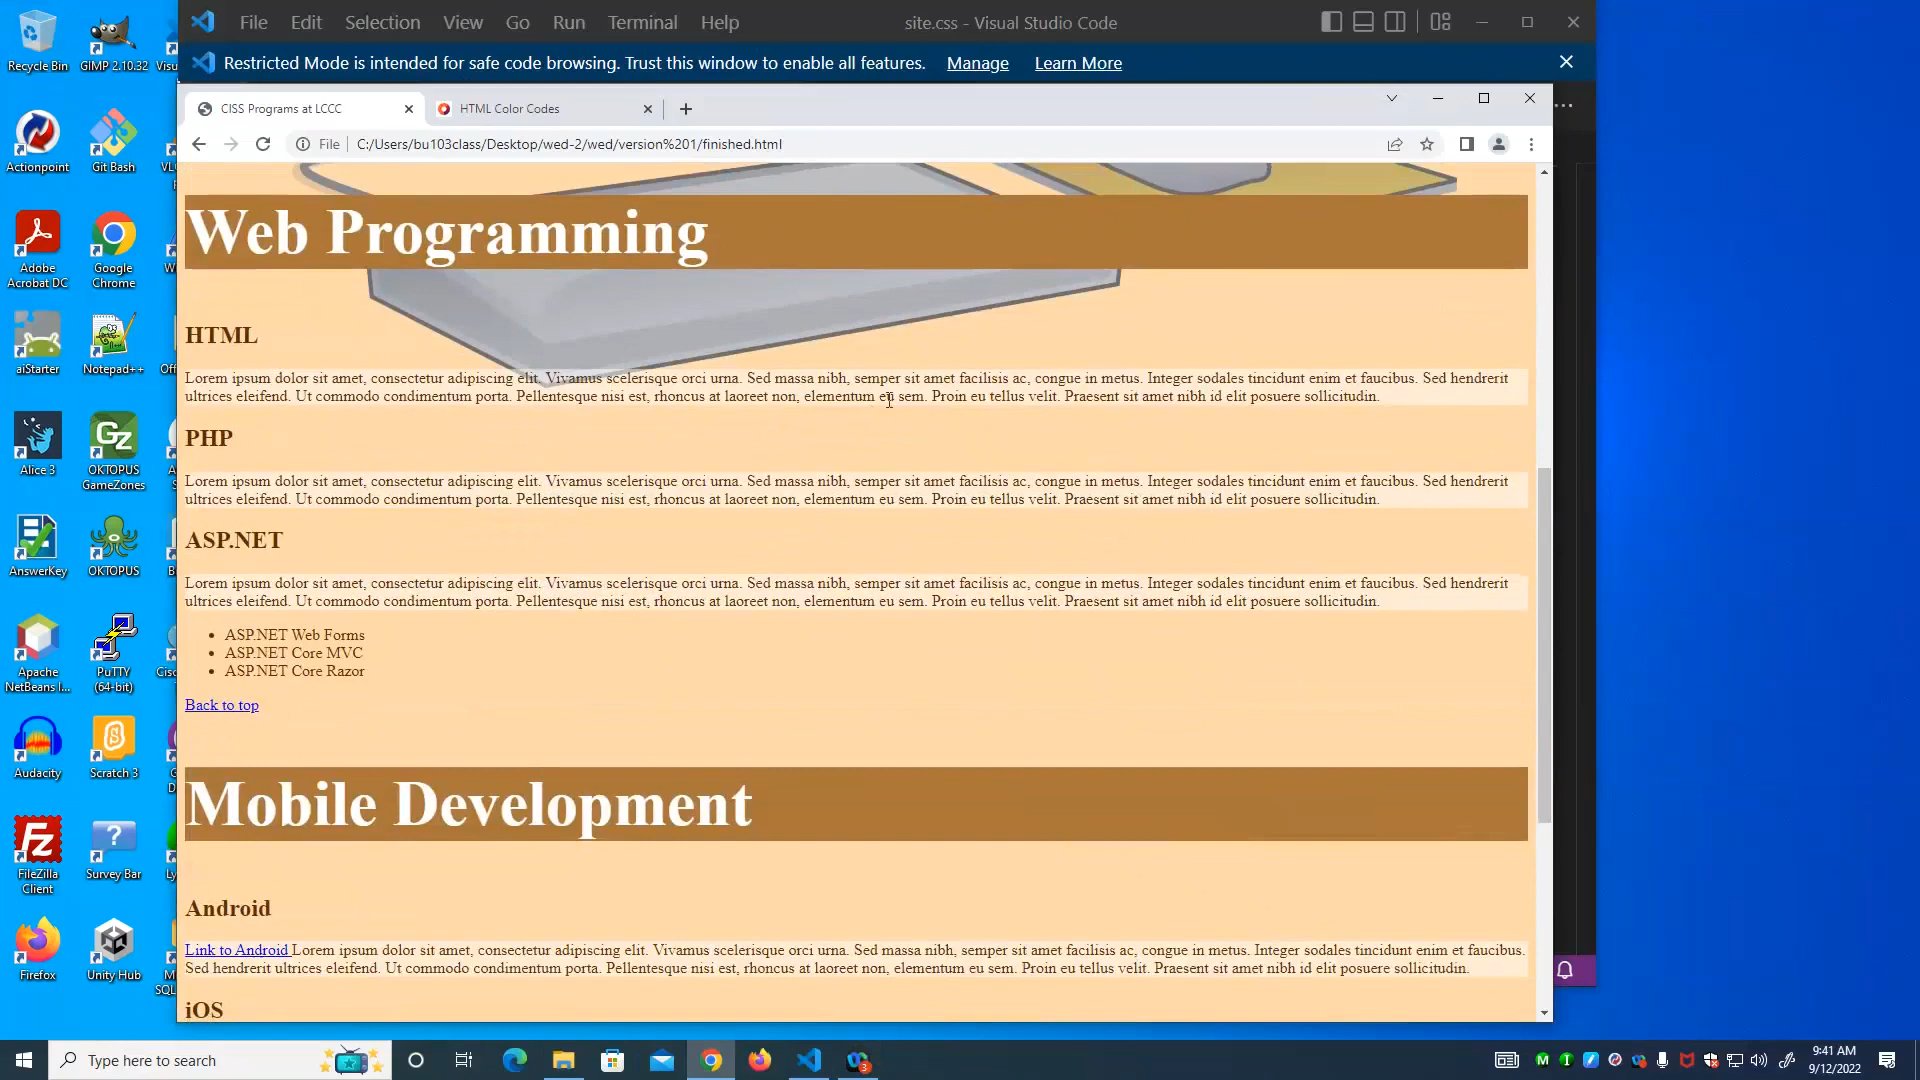 File Edit Selection View Go Run Terminal Help
site.css - Visual Studio Code
Restricted Mode is intended for safe code browsing. Trust this window to enable all features. Manage Learn More
CISS Programs at LCCC
HTML Color Codes
File
C:/Users/bu103class/Desktop/wed-2/wed/version%201/finished.html
Web Programming
HTML
Lorem ipsum dolor sit amet, consectetur adipiscing elit. Vivamus scelerisque orci urna. Sed massa nibh, semper sit amet facilisis ac, congue in metus. Integer sodales tincidunt enim et faucibus. Sed hendrerit
ultrices eleifend. Ut commodo condimentum porta. Pellentesque nisi est, rhoncus at laoreet non, elementum eu sem. Proin eu tellus velit. Praesent sit amet nibh id elit posuere sollicitudin.
PHP
Lorem ipsum dolor sit amet, consectetur adipiscing elit. Vivamus scelerisque orci urna. Sed massa nibh, semper sit amet facilisis ac, congue in metus. Integer sodales tincidunt enim et faucibus. Sed hendrerit
ultrices eleifend. Ut commodo condimentum porta. Pellentesque nisi est, rhoncus at laoreet non, elementum eu sem. Proin eu tellus velit. Praesent sit amet nibh id elit posuere sollicitudin.
ASP.NET
Lorem ipsum dolor sit amet, consectetur adipiscing elit. Vivamus scelerisque orci urna. Sed massa nibh, semper sit amet facilisis ac, congue in metus. Integer sodales tincidunt enim et faucibus. Sed hendrerit
ultrices eleifend. Ut commodo condimentum porta. Pellentesque nisi est, rhoncus at laoreet non, elementum eu sem. Proin eu tellus velit. Praesent sit amet nibh id elit posuere sollicitudin.
• ASP.NET Web Forms
• ASP.NET Core MVC
• ASP.NET Core Razor
Back to top
Mobile Development
Android
Link to Android Lorem ipsum dolor sit amet, consectetur adipiscing elit. Vivamus scelerisque orci urna. Sed massa nibh, semper sit amet facilisis ac, congue in metus. Integer sodales tincidunt enim et faucibus.
Sed hendrerit ultrices eleifend. Ut commodo condimentum porta. Pellentesque nisi est, rhoncus at laoreet non, elementum eu sem. Proin eu tellus velit. Praesent sit amet nibh id elit posuere sollicitudin.
iOS
Recycle Bin
GIMP 2.10.32
Actionpoint
Git Bash
Adobe
Acrobat DC
Google
Chrome
aiStarter
Notepad++
Alice 3
OKTOPUS
GameZones
AnswerKey
OKTOPUS
Apache
NetBeans I...
PuTTY
(64-bit)
Audacity
Scratch 3
FileZilla
Client
Survey Bar
Firefox
Unity Hub
Type here to search
9:41 AM
9/12/2022